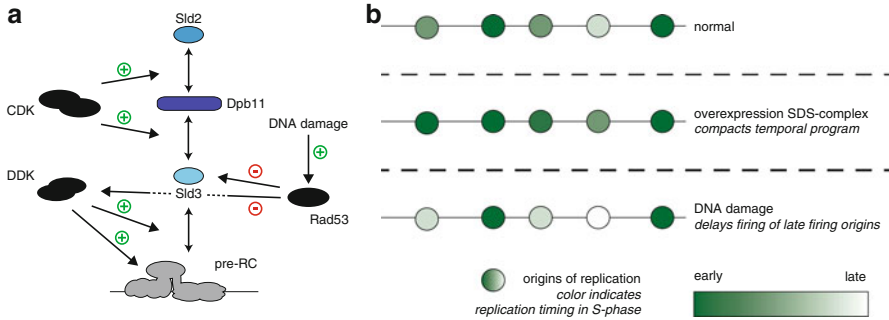 a
Sld2
CDK
Dpb11
DNA damage
DDK
Sld3
Rad53
pre-RC
b
normal
overexpression SDS-complex
compacts temporal program
DNA damage
delays firing of late firing origins
origins of replication
color indicates
replication timing in S-phase
early late